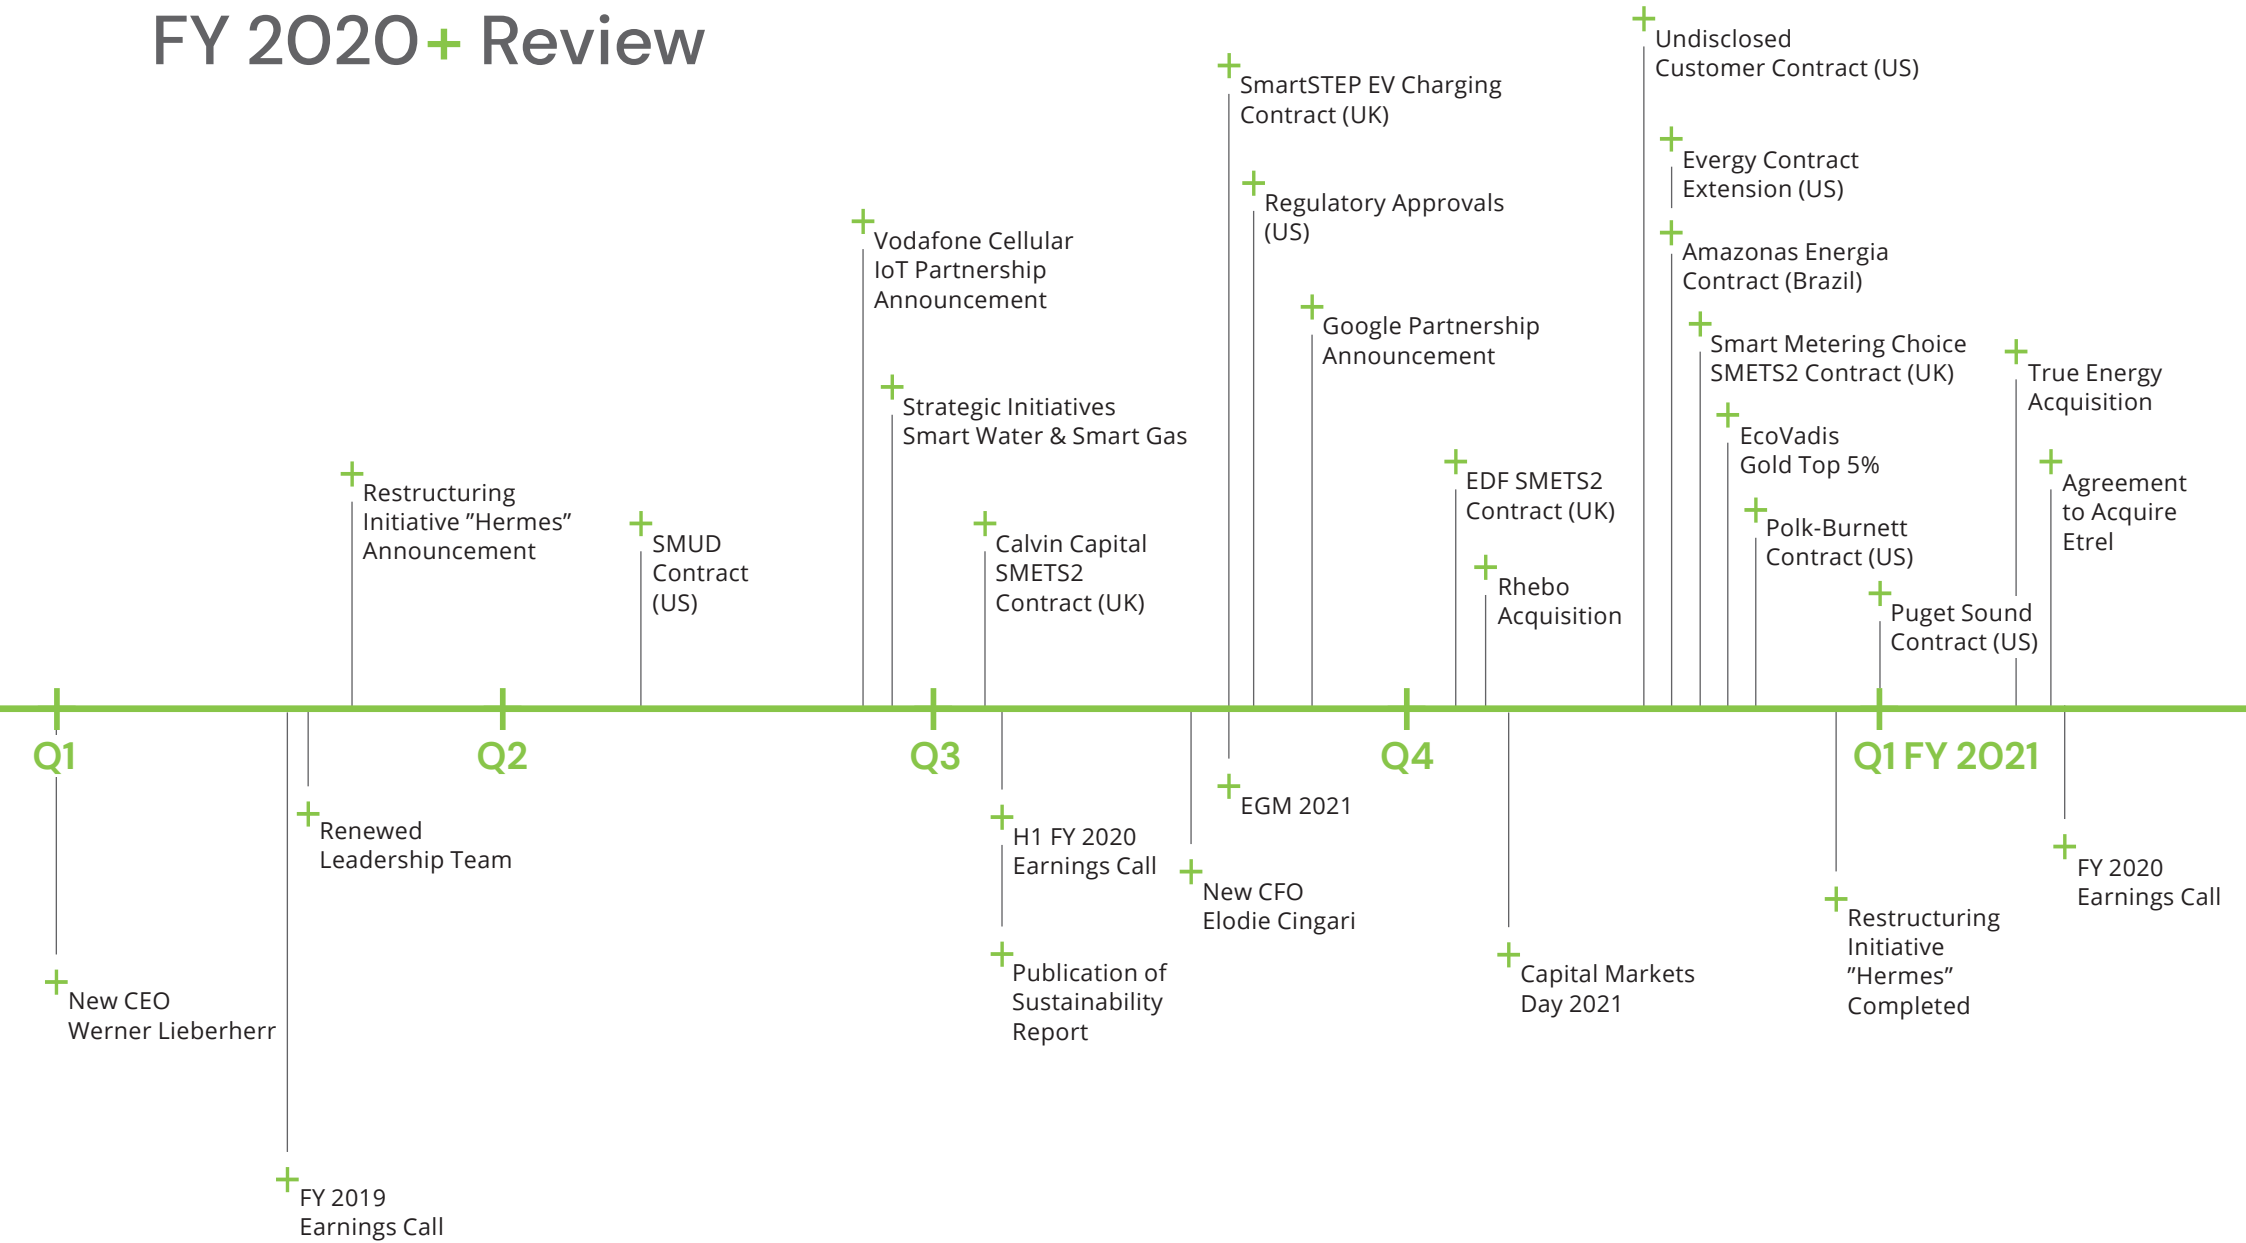 FY 2020+ Review
Undisclosed
Customer Contract (US)
SmartSTEP EV Charging
Contract (UK)
Evergy Contract
Extension (US)
Regulatory Approvals
(US)
Vodafone Cellular
IoT Partnership
Announcement
Amazonas Energia
Contract (Brazil)
Google Partnership
Announcement
Smart Metering Choice
SMETS2 Contract (UK)
True Energy
Acquisition
Strategic Initiatives
Smart Water & Smart Gas
EcoVadis
Gold Top 5%
Restructuring
Initiative ”Hermes”
Announcement
EDF SMETS2
Contract (UK)
Agreement
to Acquire
Etrel
SMUD
Contract
(US)
Calvin Capital
SMETS2
Contract (UK)
Polk-Burnett
Contract (US)
Rhebo
Acquisition
Puget Sound
Contract (US)
Q1
Q2
Q3
Q4
Q1 FY 2021
Renewed
Leadership Team
H1 FY 2020
Earnings Call
EGM 2021
New CFO
Elodie Cingari
FY 2020
Earnings Call
Restructuring
Initiative
”Hermes”
Completed
Publication of
Sustainability
Report
Capital Markets
Day 2021
New CEO
Werner Lieberherr
FY 2019
Earnings Call